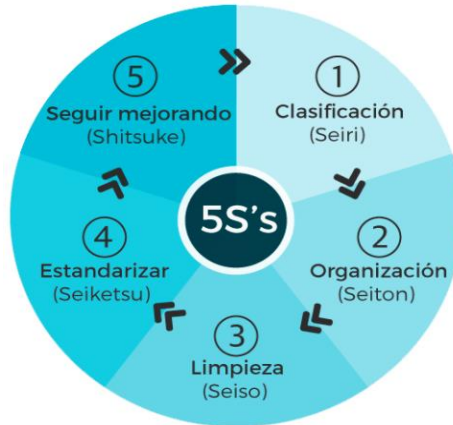 5S's
1
Clasificación
(Seiri)
2
Organización
(Seiton)
3
Limpieza
(Seiso)
4
Estandarizar
(Seiketsu)
5
Seguir mejorando
(Shitsuke)